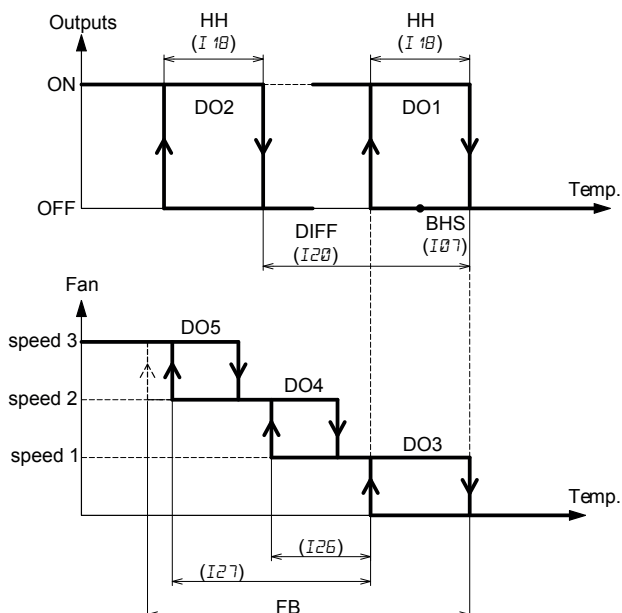 Outputs
HH
(I18)
HH
(I18)
ON
DO2
DO1
OFF
Temp.
DIFF
(I20)
BHS
(I07)
Fan
speed 3
DO5
speed 2
DO4
speed 1
DO3
Temp.
(I26)
(I27)
FB